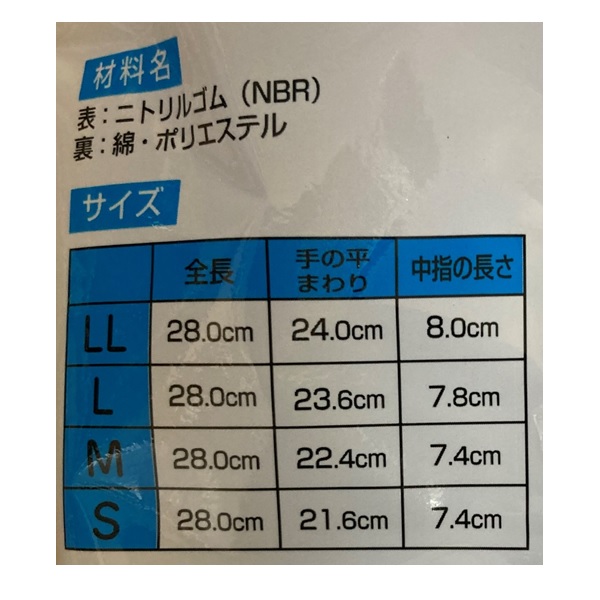 材料名
表：ニトリルゴム（NBR）
裏：綿・ポリエステル
サイズ
全長 手の平まわり 中指の長さ
LL 28.0cm 24.0cm 8.0cm
L 28.0cm 23.6cm 7.8cm
M 28.0cm 22.4cm 7.4cm
S 28.0cm 21.6cm 7.4cm